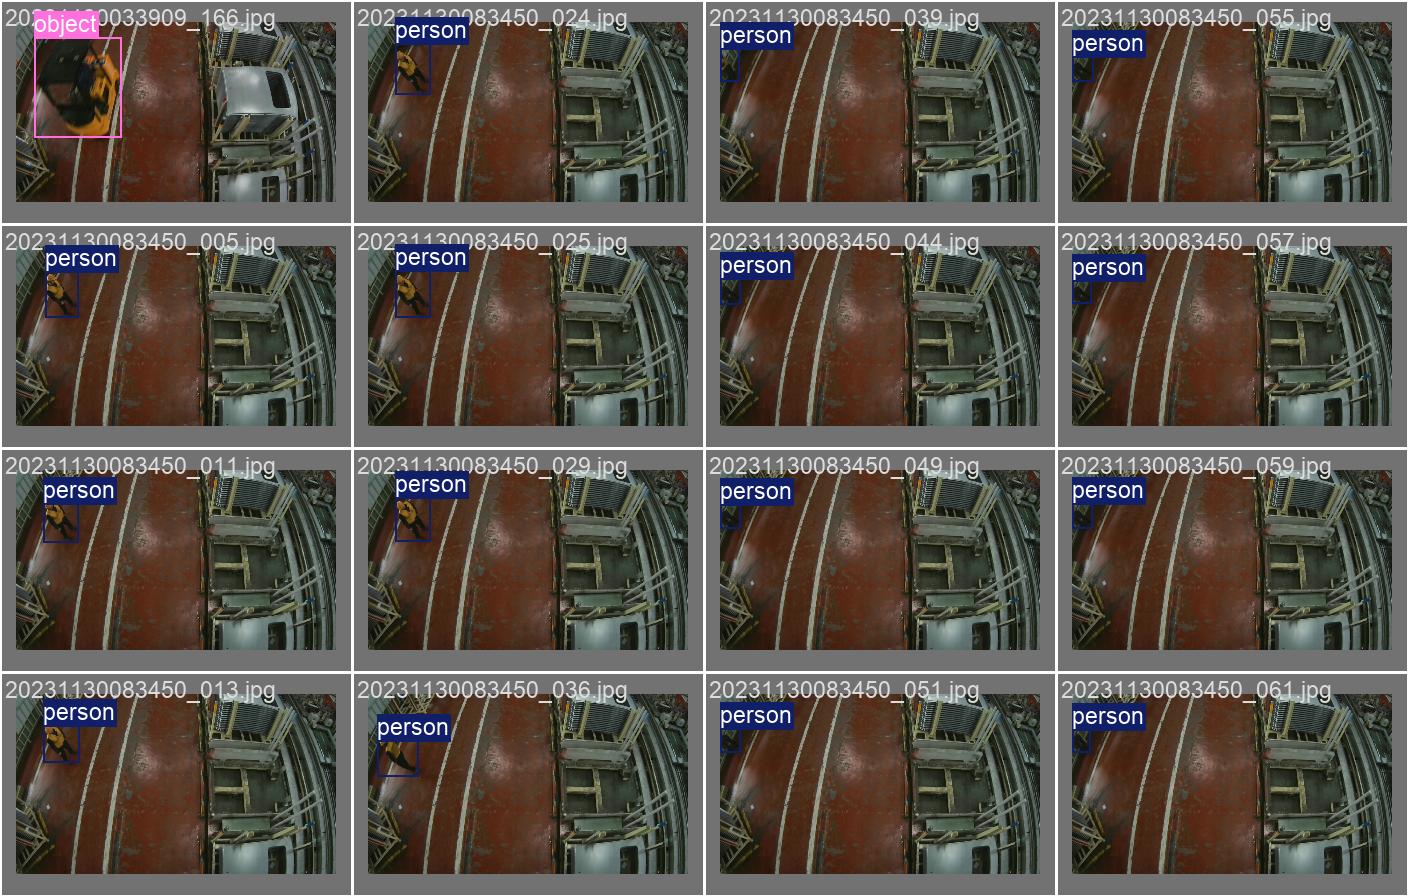 20231130033909_166.jpg
object
20231130083450_024.jpg
person
20231130083450_039.jpg
person
20231130083450_055.jpg
person
20231130083450_005.jpg
person
20231130083450_025.jpg
person
20231130083450_044.jpg
person
20231130083450_057.jpg
person
20231130083450_011.jpg
person
20231130083450_029.jpg
person
20231130083450_049.jpg
person
20231130083450_059.jpg
person
20231130083450_013.jpg
person
20231130083450_036.jpg
person
20231130083450_051.jpg
person
20231130083450_061.jpg
person